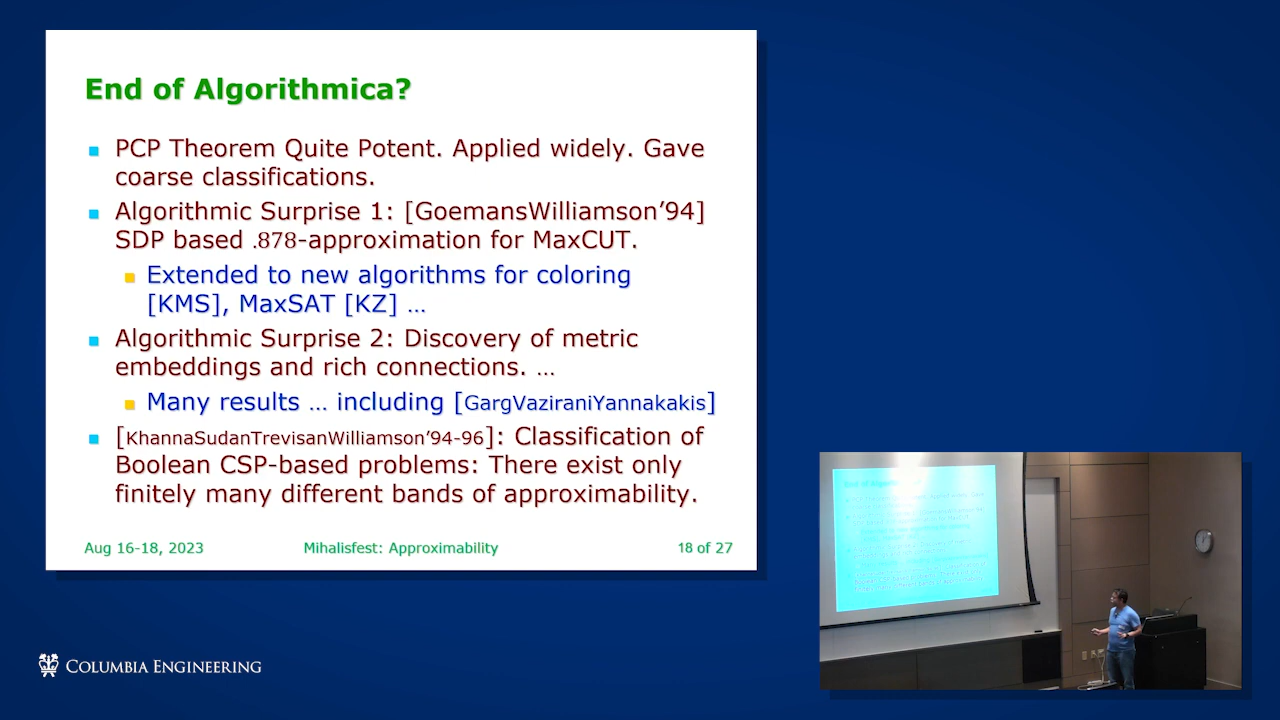 End of Algorithmica?
PCP Theorem Quite Potent. Applied widely. Gave
coarse classifications.
Algorithmic Surprise 1: [GoemansWilliamson’94]
SDP based .878-approximation for MaxCUT.
Extended to new algorithms for coloring
[KMS], MaxSAT [KZ] …
Algorithmic Surprise 2: Discovery of metric
embeddings and rich connections. …
Many results … including [GargVaziraniYannakakis]
[KhannaSudanTrevisanWilliamson’94-96]: Classification of
Boolean CSP-based problems: There exist only
finitely many different bands of approximability.
Aug 16-18, 2023 Mihalisfest: Approximability 18 of 27
COLUMBIA ENGINEERING